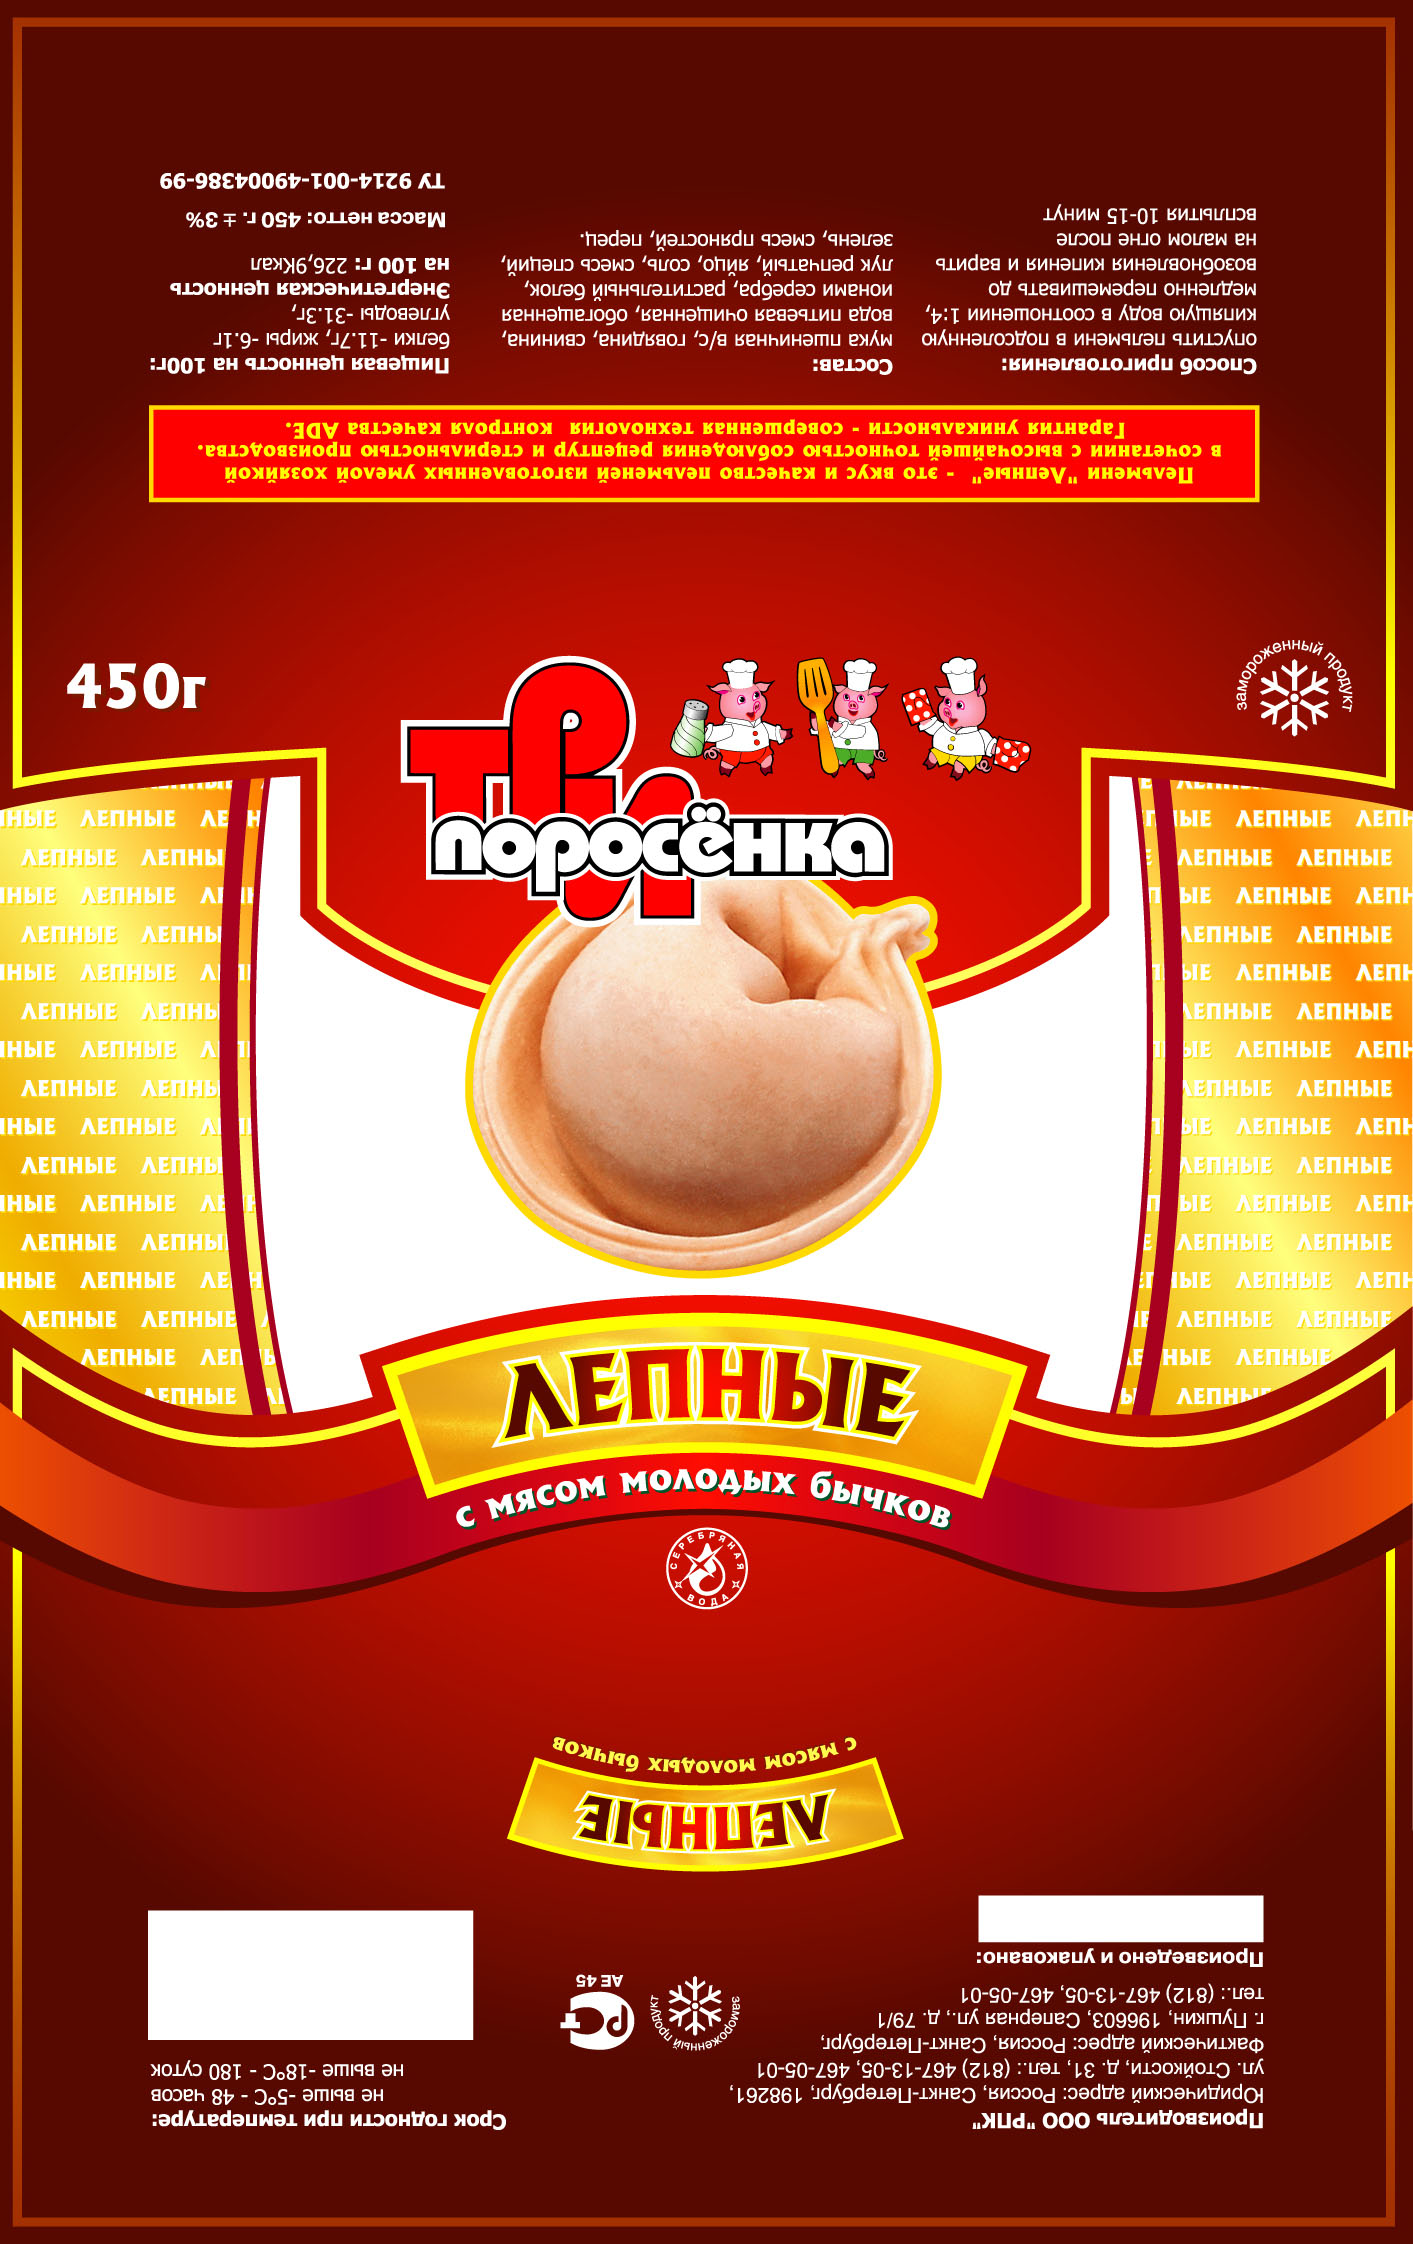 Пельмени "Лепные" - это вкус и качество пельменей изготовленных умелой хозяйкой
в сочетании с высочайшей точностью соблюдения рецептур и стерильностью производства.
Гарантия уникальности - совершенная технология контроля качества ADE.
Способ приготовления:
опустить пельмени в подсоленную
кипящую воду в соотношении 1:4,
медленно перемешивать до
возобновления кипения и варить
на малом огне после
всплытия 10-15 минут
Состав:
мука пшеничная в/с, говядина, свинина,
вода питьевая очищенная, обогащенная
ионами серебра, растительный белок,
лук репчатый, яйцо, соль, смесь специй,
зелень, смесь пряностей, перец.
Пищевая ценность на 100г:
белки -11.7г, жиры -6.1г
углеводы -31.3г,
Энергетическая ценность
на 100 г: 226,9Ккал
Масса нетто: 450 г. ± 3%
ТУ 9214-001-49004386-99
450г
замороженный продукт
ТРИ
поросёнка
ЛЕПНЫЕ
с мясом молодых бычков
СЕРЕБРЯНАЯ
ВОДА
ЛЕПНЫЕ
с мясом молодых бычков
Производитель ООО "РПК"
Юридический адрес: Россия, Санкт-Петербург, 198261,
ул. Стойкости, д. 31, тел.: (812) 467-13-05, 467-05-01
Фактический адрес: Россия, Санкт-Петербург,
г. Пушкин, 196603, Саперная ул., д. 79/1
тел.: (812) 467-13-05, 467-05-01
Произведено и упаковано:
замороженный продукт
РС
АЕ 45
Срок годности при температуре:
не выше -5°С - 48 часов
не выше -18°С - 180 суток